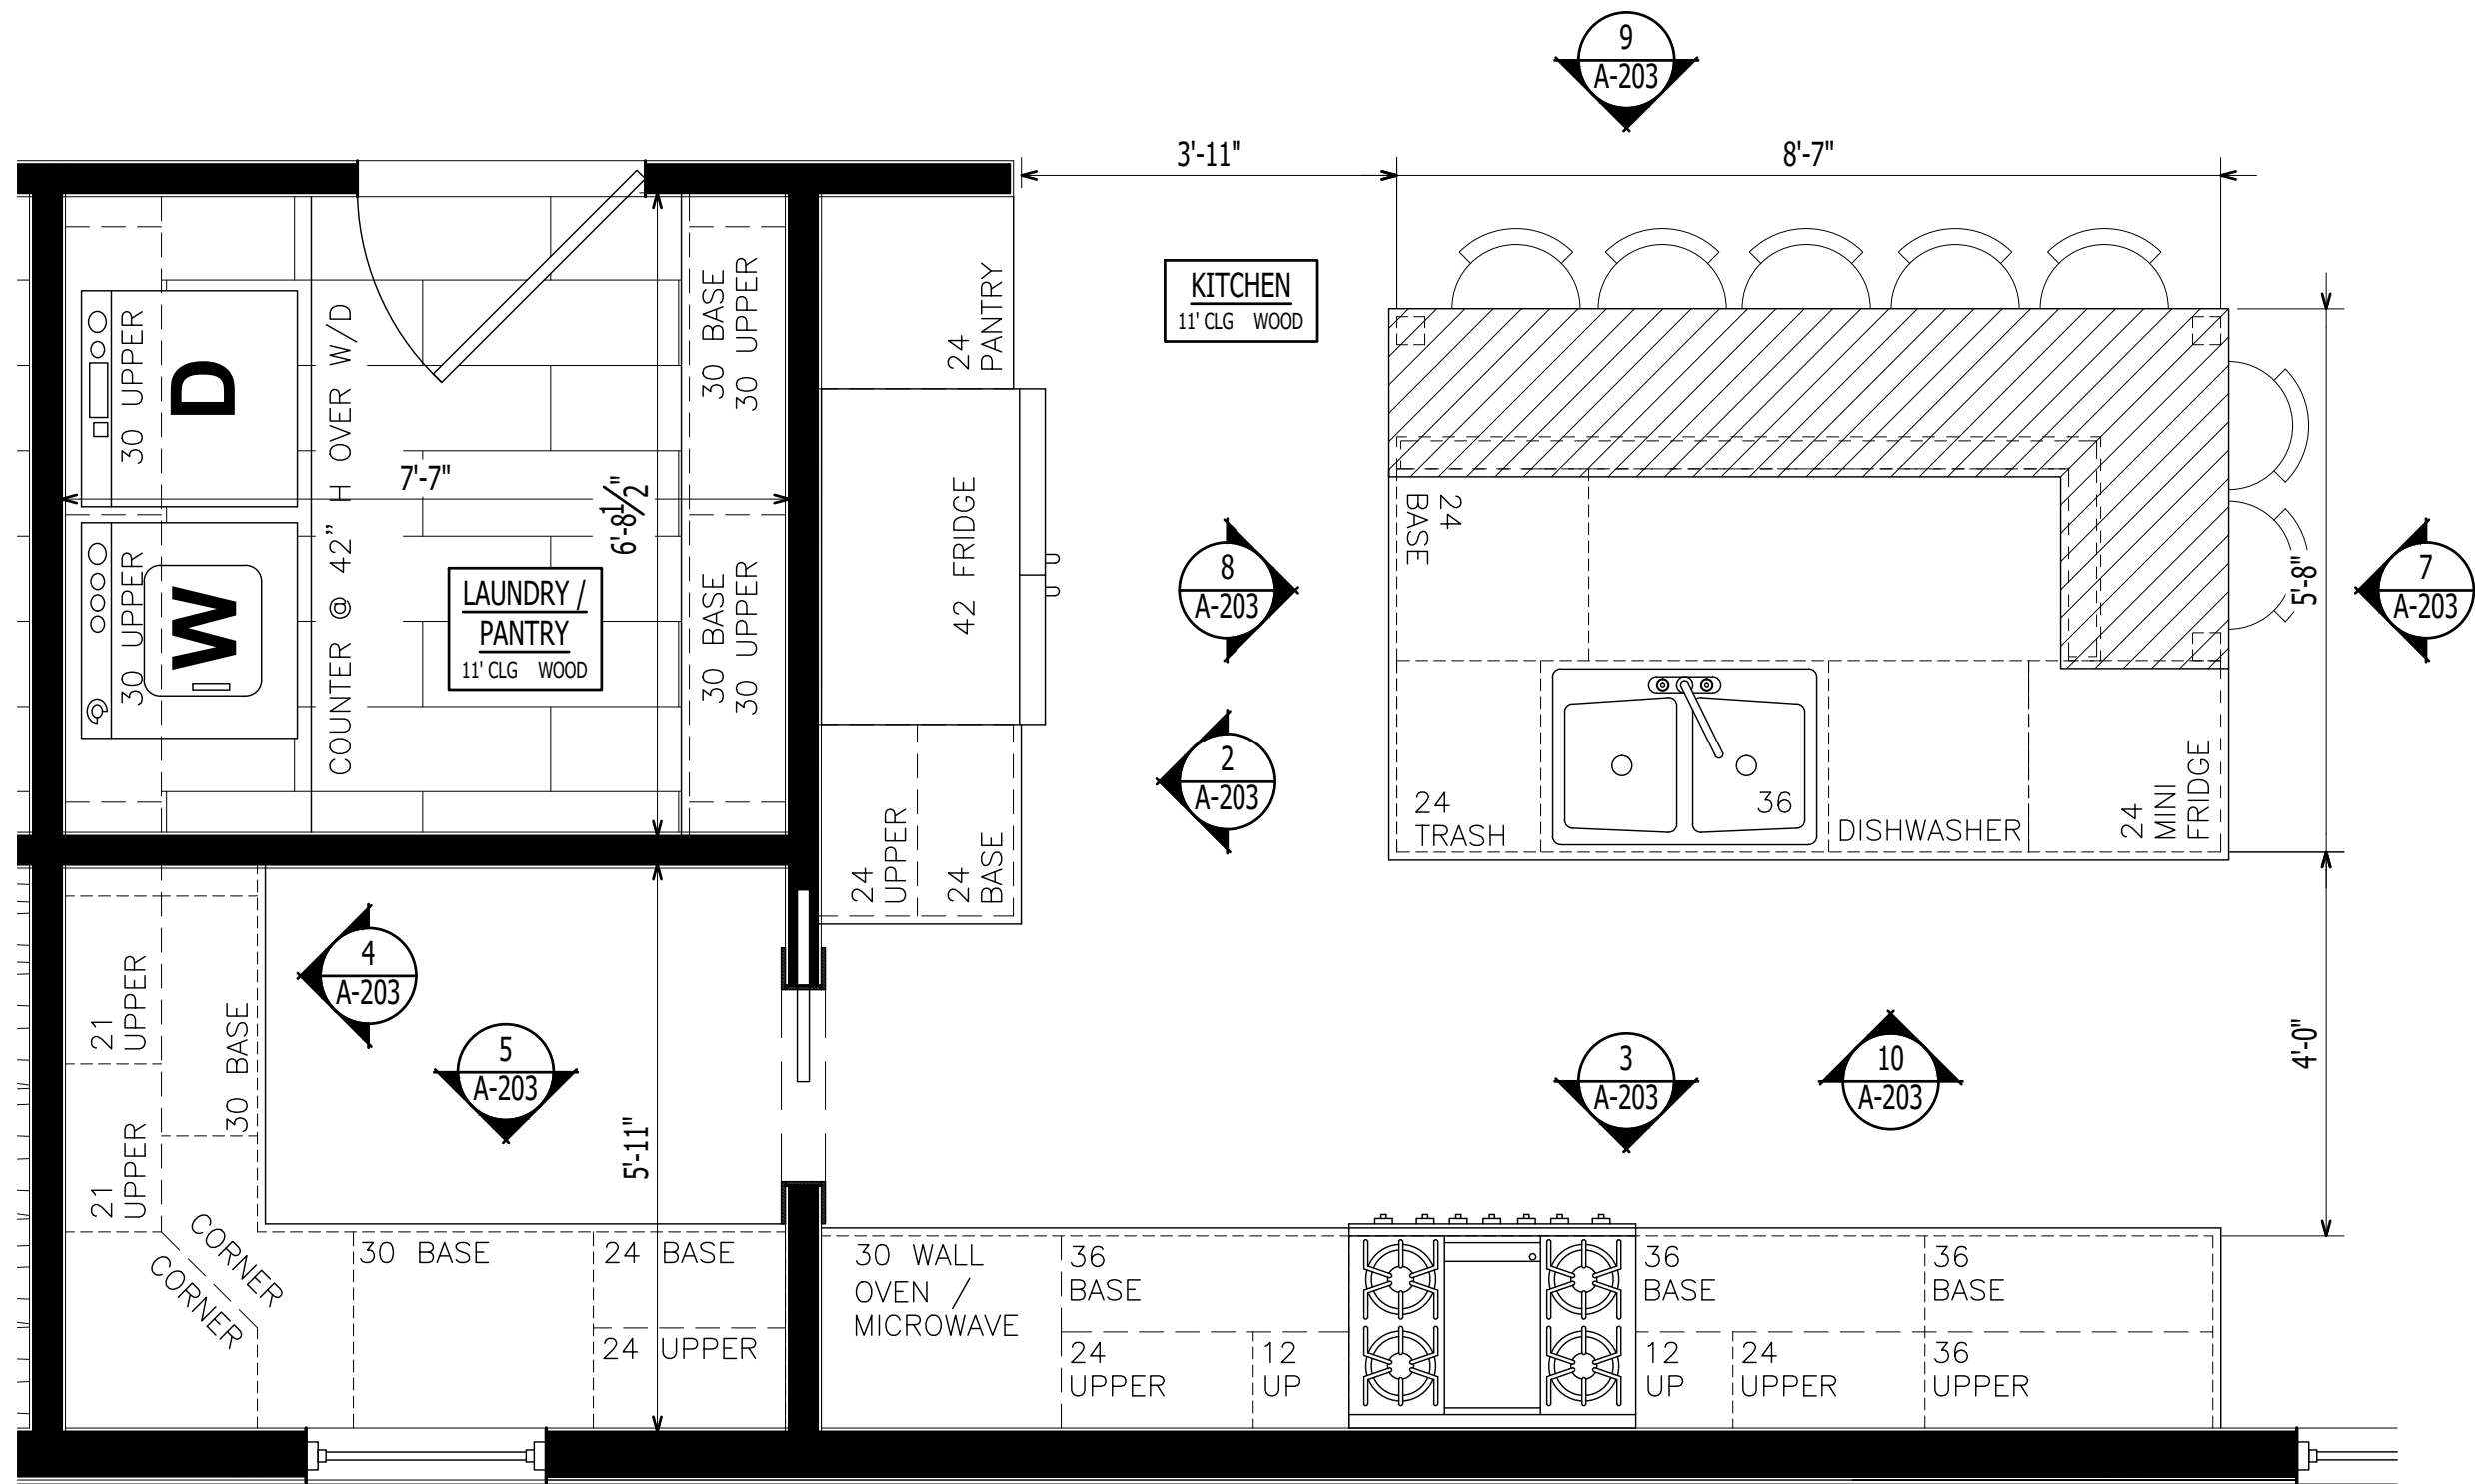 9
A-203
3'-11"
8'-7"
KITCHEN
11' CLG WOOD
30 UPPER
D
COUNTER @ 42” H OVER W/D
30 BASE
30 UPPER
24
PANTRY
7'-7"
6'-8 1/2"
30 UPPER
W
LAUNDRY /
PANTRY
11' CLG WOOD
30 BASE
30 UPPER
42 FRIDGE
8
A-203
2
A-203
24
BASE
5'-8"
7
A-203
24
TRASH
36
DISHWASHER
24
MINI
FRIDGE
24
UPPER
24
BASE
4
A-203
5
A-203
21
UPPER
30 BASE
21
UPPER
5'-11"
3
A-203
10
A-203
4'-0"
CORNER
CORNER
30 BASE
24 BASE
24 UPPER
30 WALL
OVEN /
MICROWAVE
36
BASE
24
UPPER
12
UP
36
BASE
12
UP
24
UPPER
36
BASE
36
UPPER